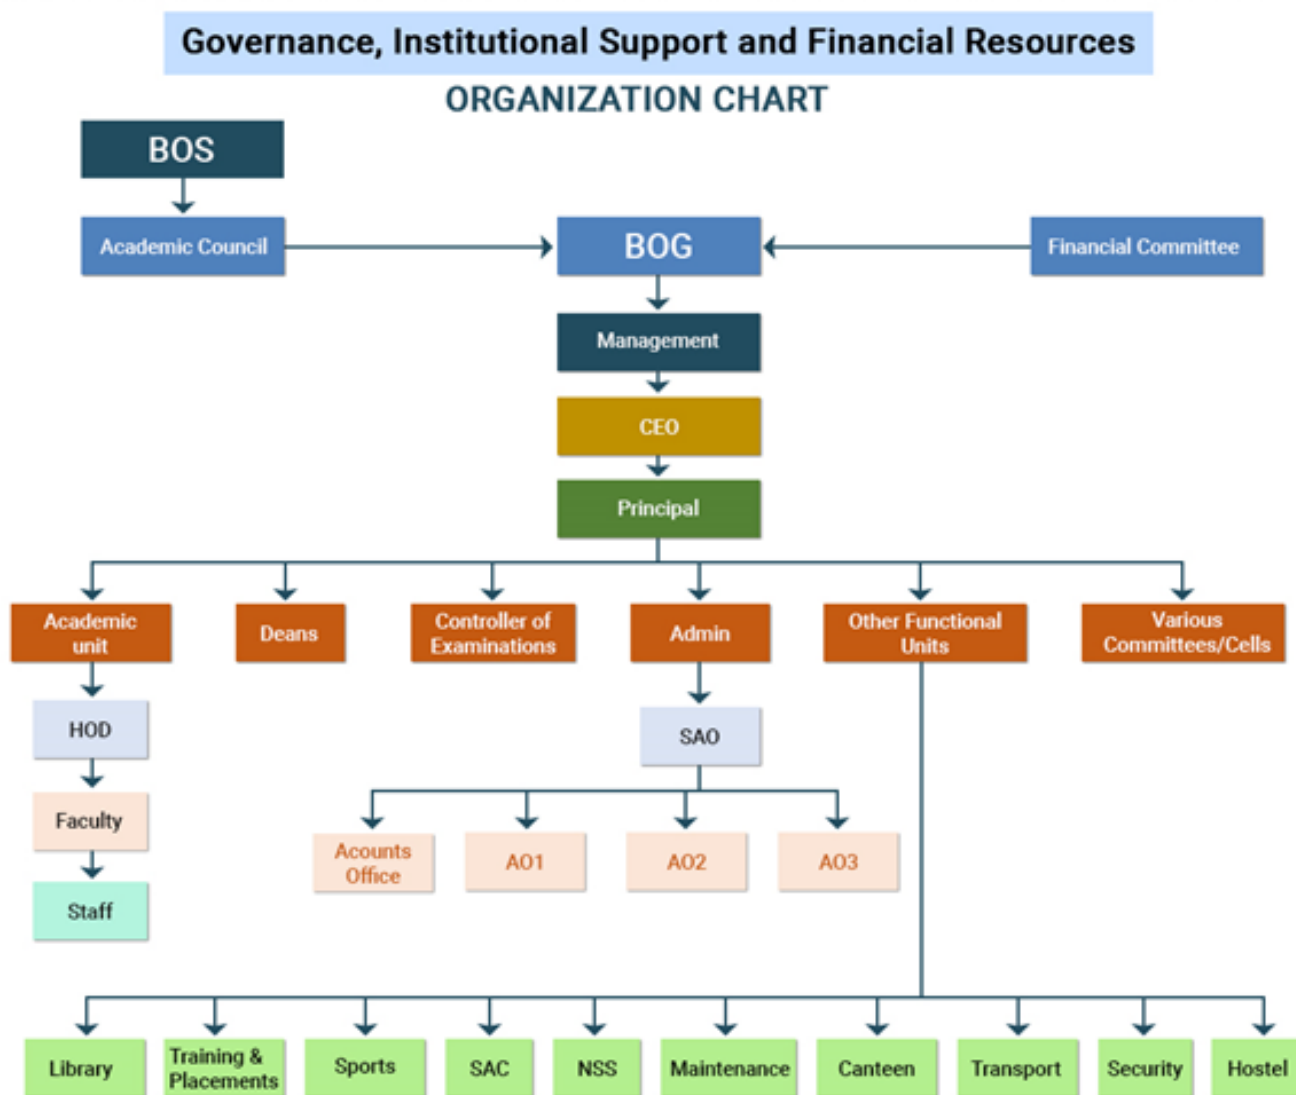 Governance, Institutional Support and Financial Resources
ORGANIZATION CHART
BOS
Academic Council
BOG
Financial Committee
Management
CEO
Principal
Academic
unit
Deans
Controller of
Examinations
Admin
Other Functional
Units
Various
Committees/Cells
HOD
SAO
Faculty
Acounts
Office
AO1
AO2
AO3
Staff
Library
Training &
Placements
Sports
SAC
NSS
Maintenance
Canteen
Transport
Security
Hostel